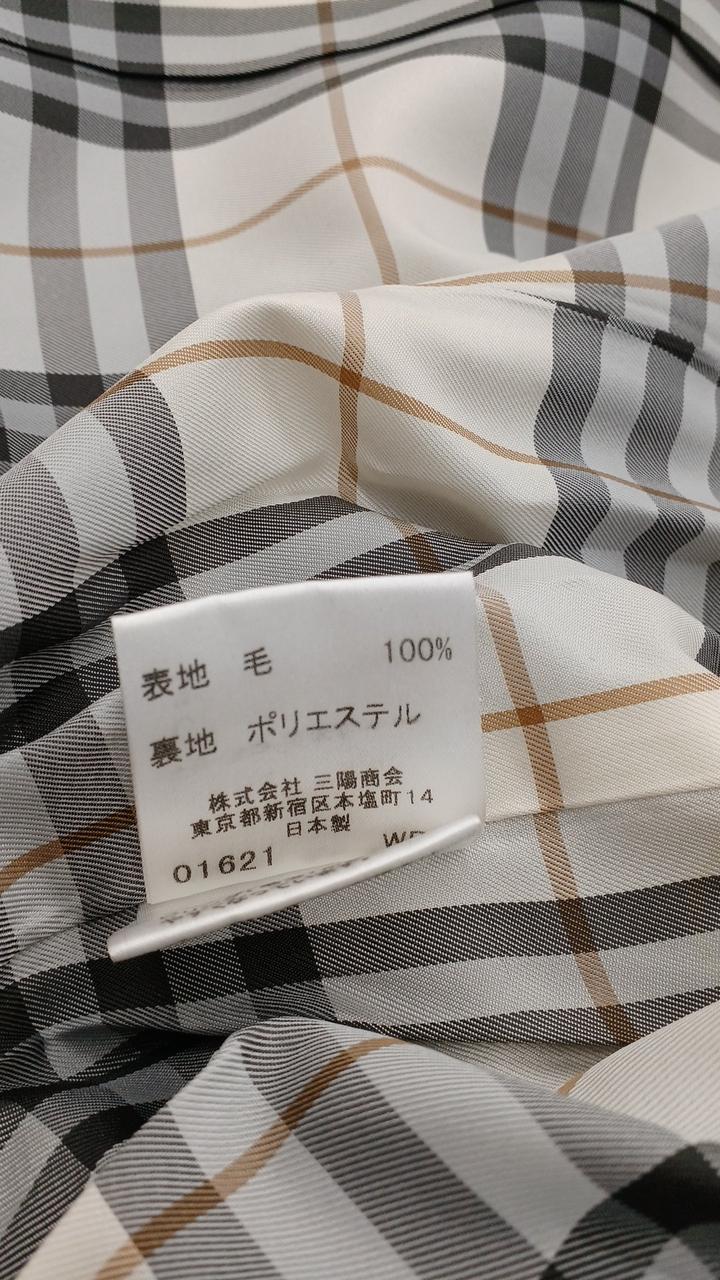 表地 毛 100%
裏地 ポリエステル
株式会社 三陽商会
東京都新宿区本塩町14
日本製
01621